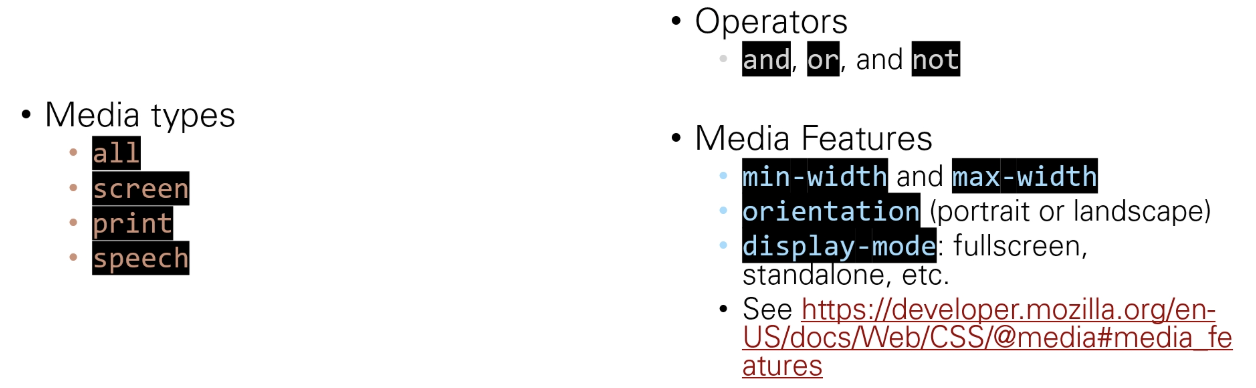 • Media types
• all
• screen
• print
• speech
• Operators
• and, or, and not
• Media Features
• min-width and max-width
• orientation (portrait or landscape)
• display-mode: fullscreen,
standalone, etc.
• See https://developer.mozilla.org/en-
US/docs/Web/CSS/@media#media_fe
atures